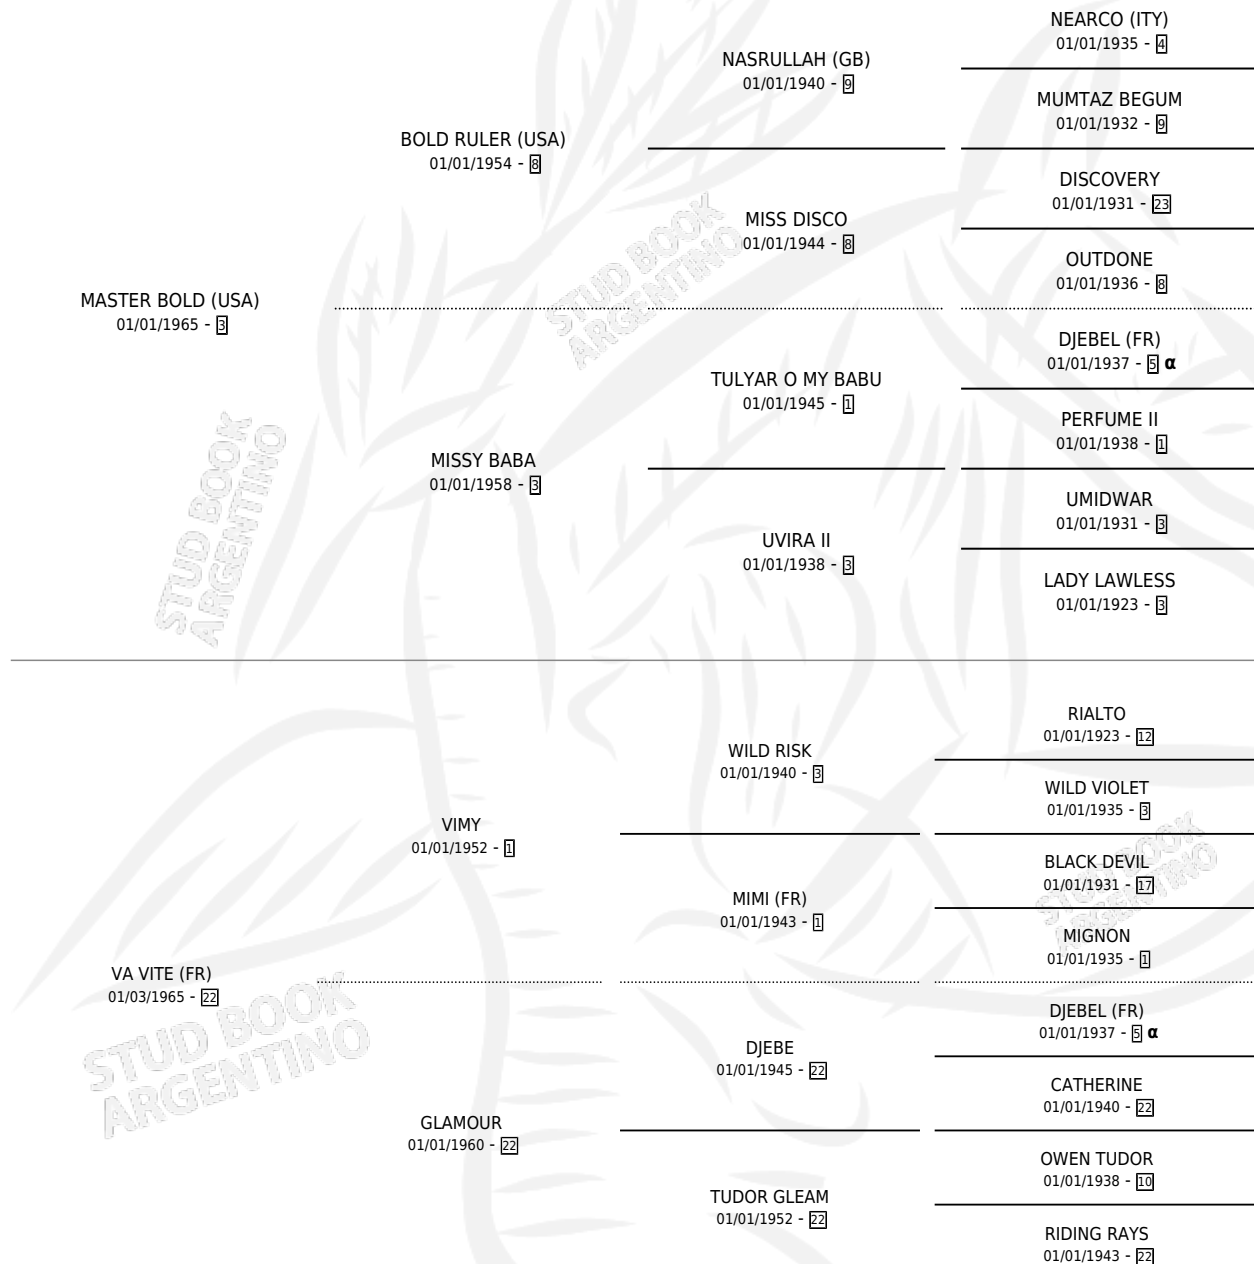 NEARCO (ITY)
01/01/1935 - 4
NASRULLAH (GB)
01/01/1940 - 9
MUMTAZ BEGUM
01/01/1932 - 9
BOLD RULER (USA)
01/01/1954 - 8
DISCOVERY
01/01/1931 - 23
MISS DISCO
01/01/1944 - 8
OUTDONE
01/01/1936 - 8
MASTER BOLD (USA)
01/01/1965 - 3
DJEBEL (FR)
01/01/1937 - 5 α
TULYAR O MY BABU
01/01/1945 - 1
PERFUME II
01/01/1938 - 1
MISSY BABA
01/01/1958 - 3
UMIDWAR
01/01/1931 - 3
UVIRA II
01/01/1938 - 3
LADY LAWLESS
01/01/1923 - 3
RIALTO
01/01/1923 - 12
WILD RISK
01/01/1940 - 3
WILD VIOLET
01/01/1935 - 3
VIMY
01/01/1952 - 1
BLACK DEVIL
01/01/1931 - 17
MIMI (FR)
01/01/1943 - 1
MIGNON
01/01/1935 - 1
VA VITE (FR)
01/03/1965 - 22
DJEBEL (FR)
01/01/1937 - 5 α
DJEBE
01/01/1945 - 22
CATHERINE
01/01/1940 - 22
GLAMOUR
01/01/1960 - 22
OWEN TUDOR
01/01/1938 - 10
TUDOR GLEAM
01/01/1952 - 22
RIDING RAYS
01/01/1943 - 22
STUD BOOK
ARGENTINO
STUD BOOK
ARGENTINO
STUD BOOK
ARGENTINO
STUD BOOK
ARGENTINO